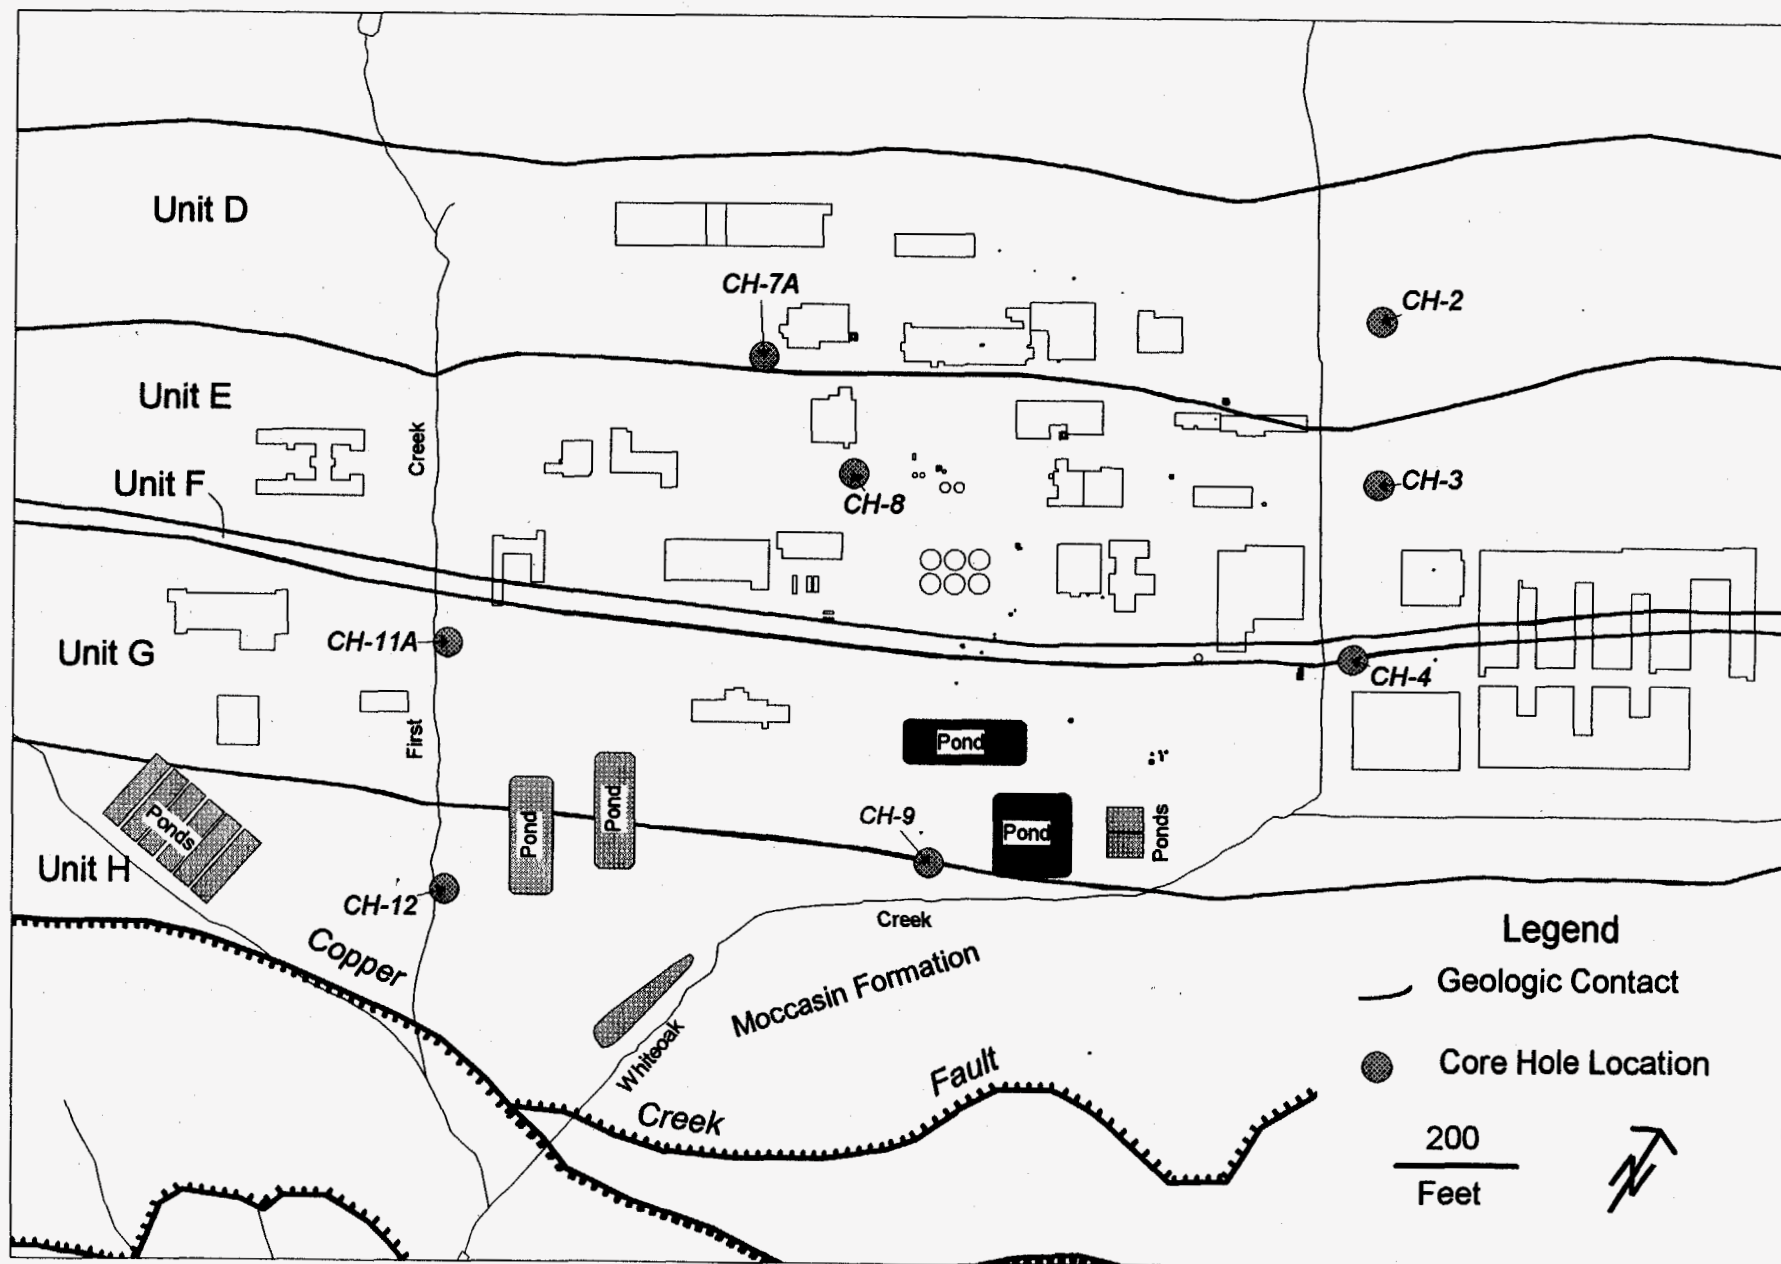 Unit D
CH-7A
CH-2
Unit E
Creek
Unit F
CH-8
CH-3
Unit G
CH-11A
CH-4
First
Pond
Pond
Pond
Ponds
CH-9
Pond
Ponds
Unit H
CH-12
Creek
Copper
Moccasin Formation
Whiteoak
Fault
Creek
Legend
Geologic Contact
Core Hole Location
200
Feet
N